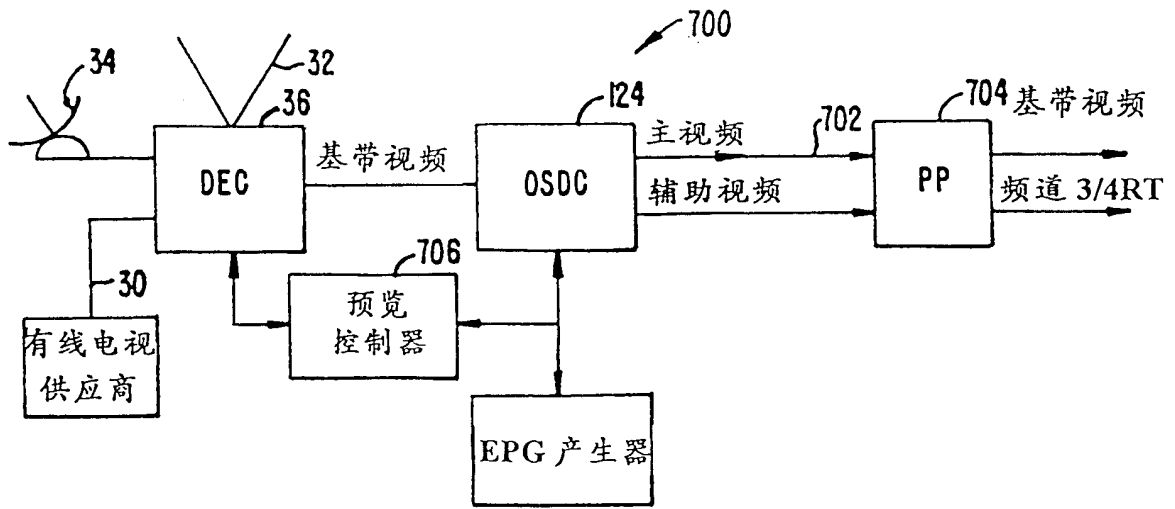 700
34
32
36
124
704
基带视频
主视频
702
基带视频
DEC
OSDC
PP
辅助视频
频道 3/4RT
706
30
预览
控制器
有线电视
供应商
EPG 产生器